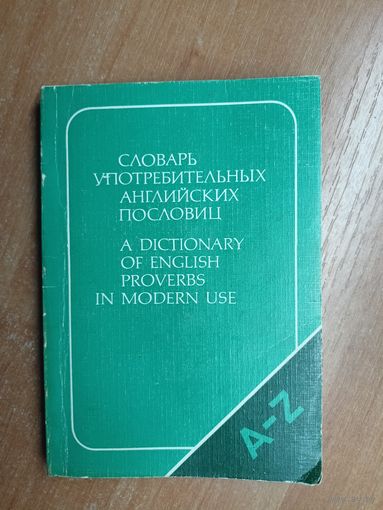 СЛОВАРЬ
УПОТРЕБИТЕЛЬНЫХ
АНГЛИЙСКИХ
ПОСЛОВИЦ
A DICTIONARY
OF ENGLISH
PROVERBS
IN MODERN USE
A-Z